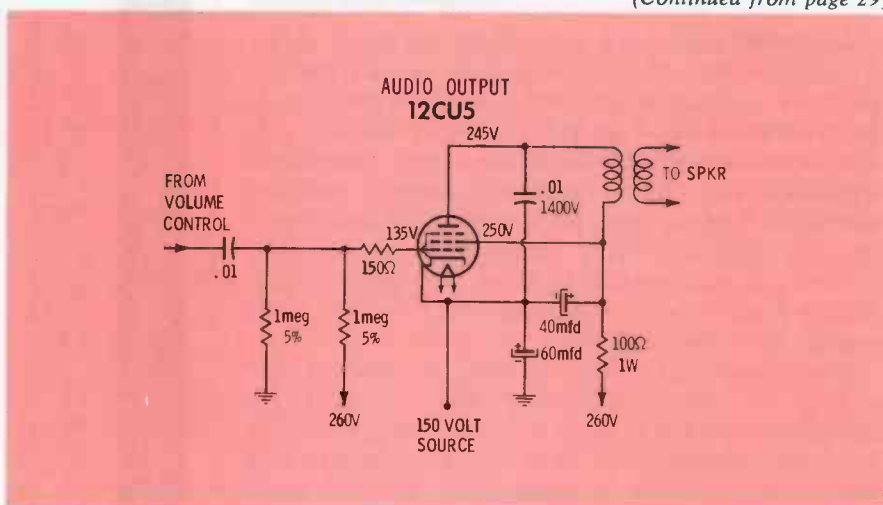 (Continued from page 29)
AUDIO OUTPUT
12CU5
245V
FROM
VOLUME
CONTROL
.01
135V
150Ω
250V
.01
1400V
TO SPKR
1meg
5%
1meg
5%
40mfd
60mfd
100Ω
1W
260V
150 VOLT
SOURCE
260V